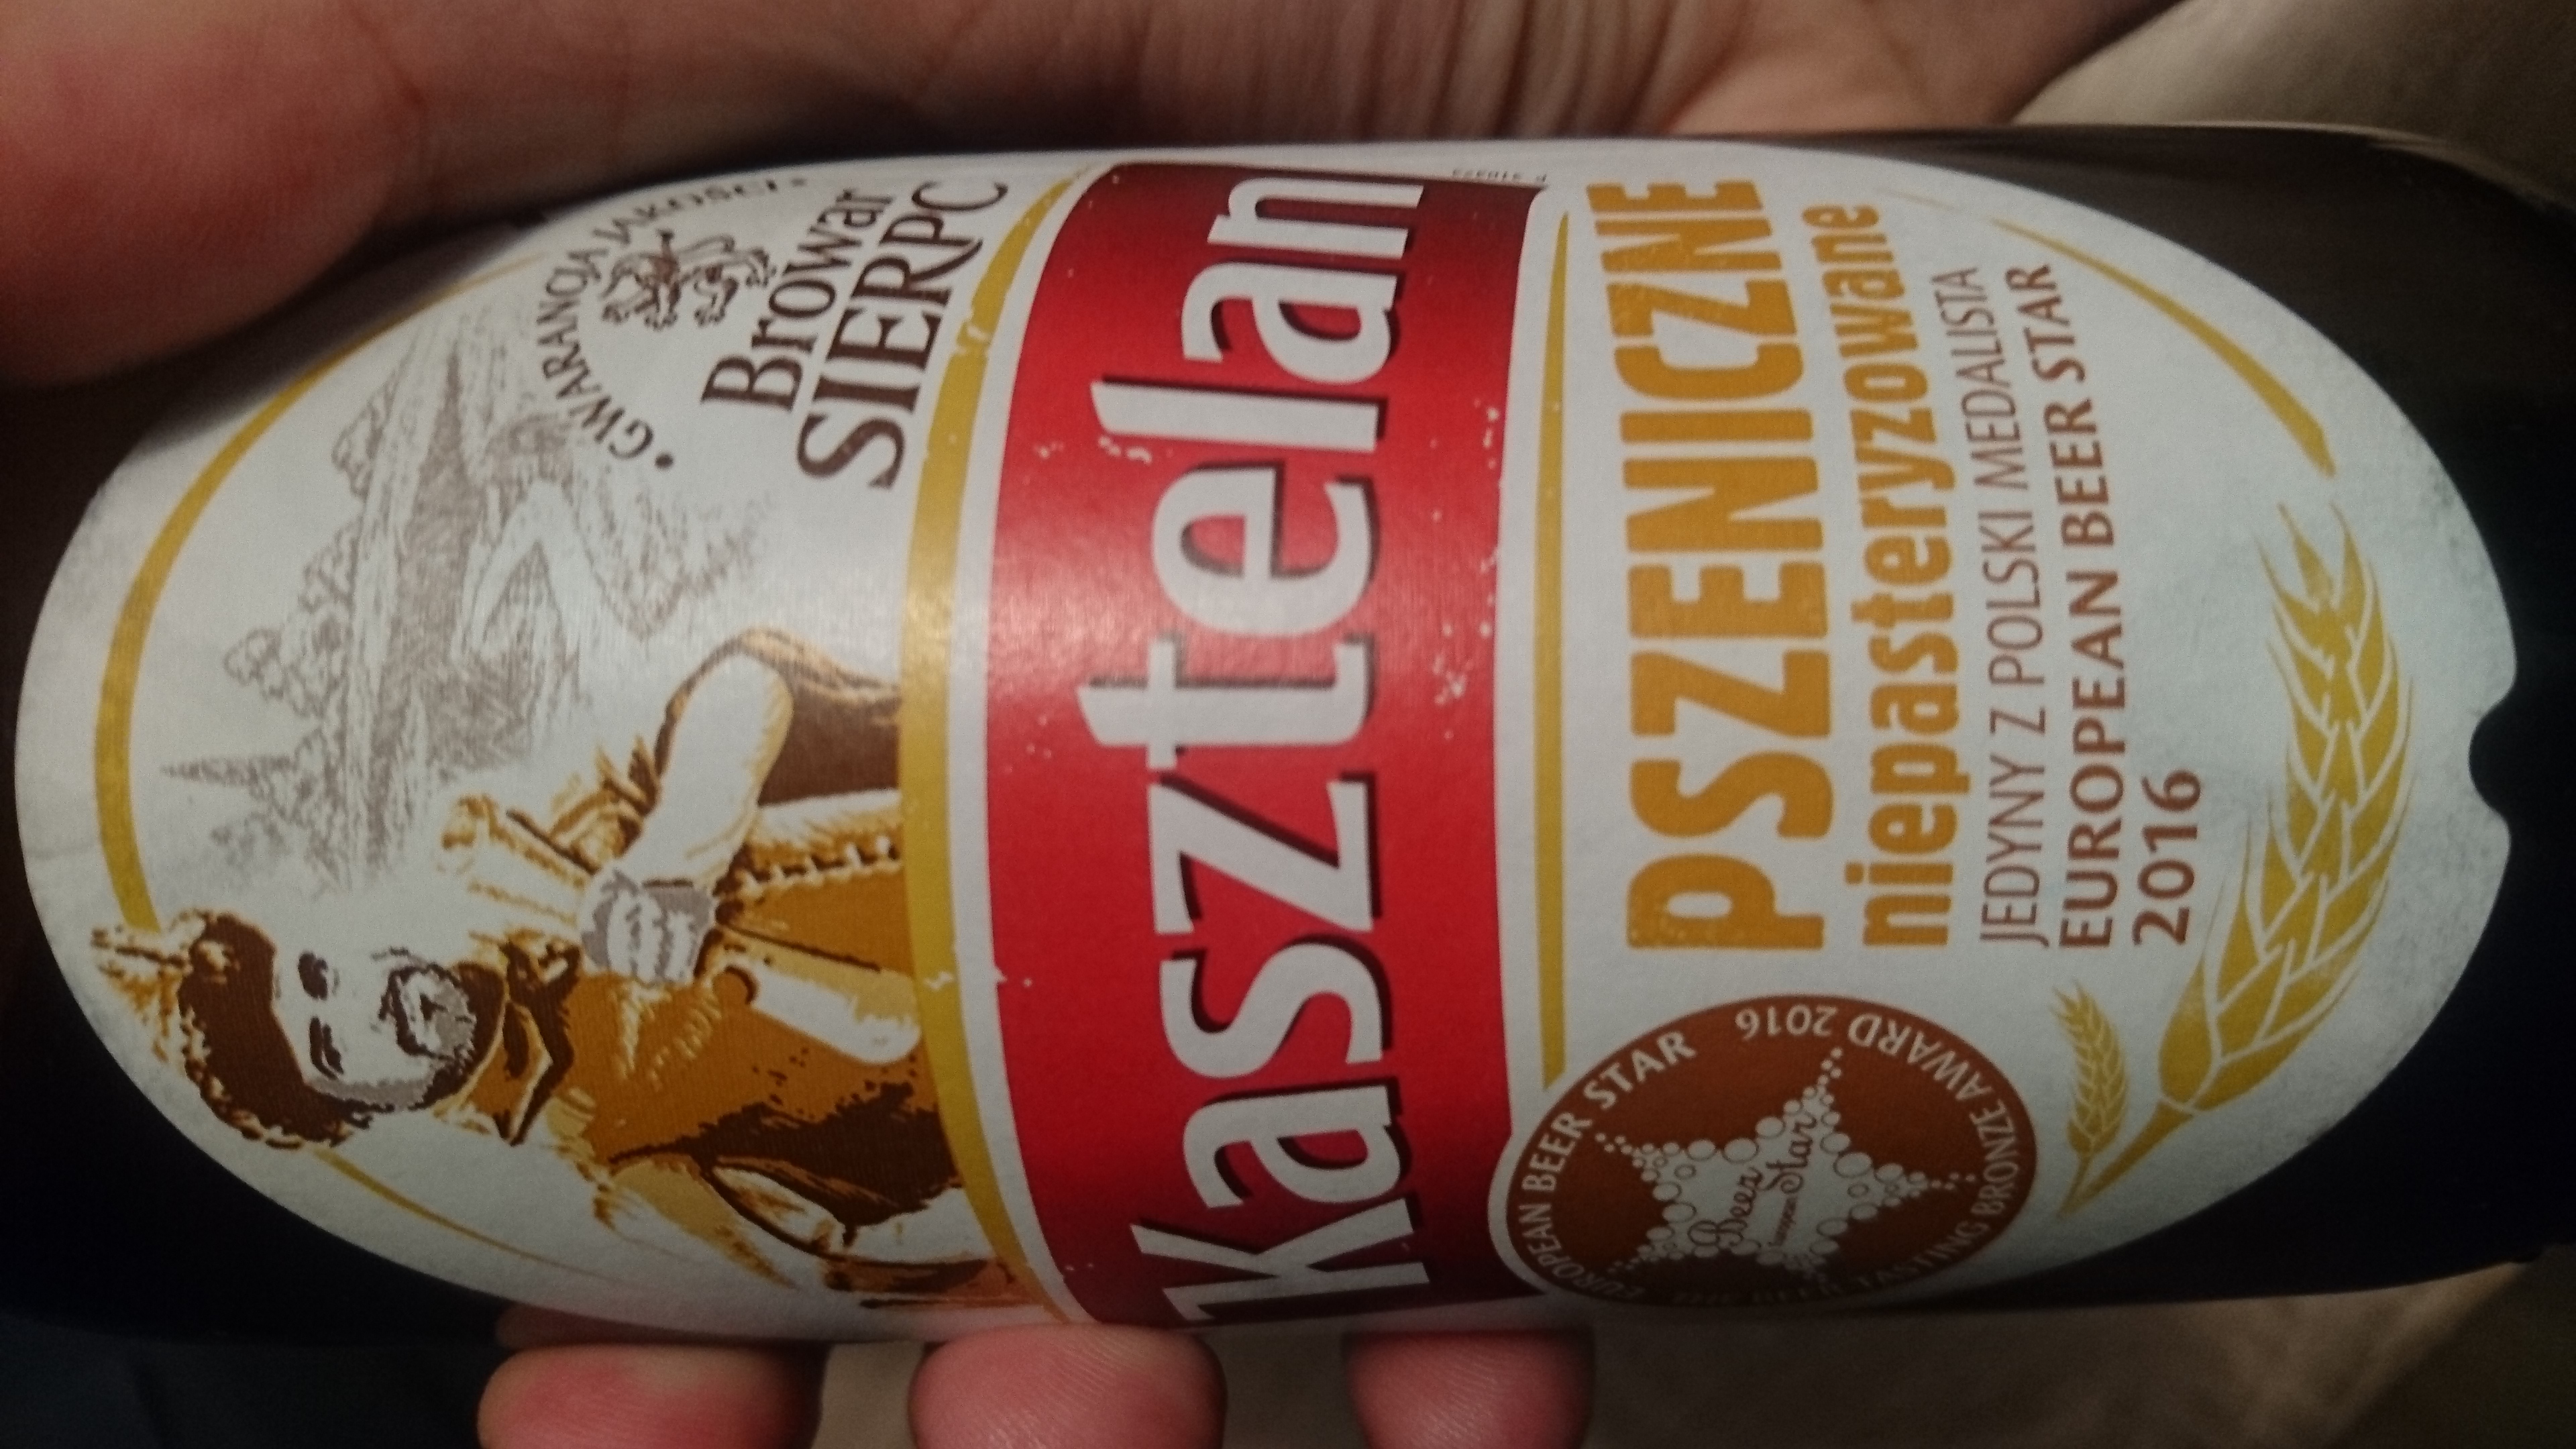 • GWARANCJA JAKOŚCI •
Browar
SIERPC
Kasztelan
EUROPEAN BEER STAR
Beer
European Star
TASTING BRONZE AWARD 2016
PSZENICZNE
niepasteryzowane
JEDYNY Z POLSKI MEDALISTA
EUROPEAN BEER STAR
2016